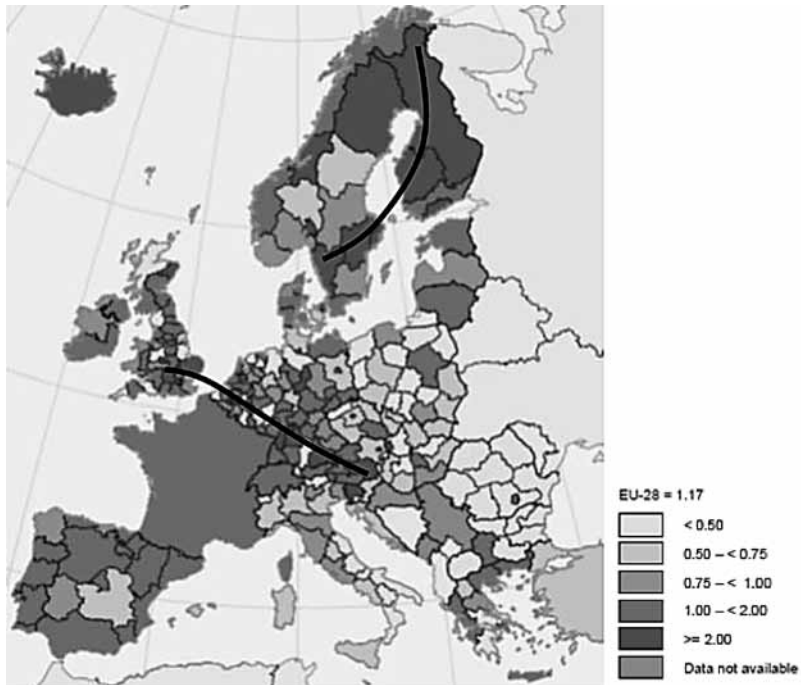 EU-28 = 1.17
< 0.50
0.50 – < 0.75
0.75 – < 1.00
1.00 – < 2.00
>= 2.00
Data not available